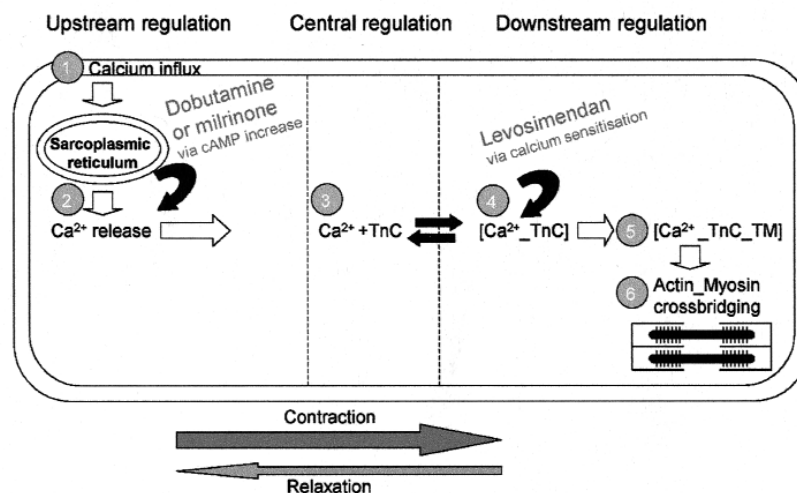 Upstream regulation
Central regulation
Downstream regulation
1 Calcium influx
Dobutamine
or milrinone
via cAMP increase
Sarcoplasmic
reticulum
Levosimendan
via calcium sensitisation
2
Ca²⁺ release
3
Ca²⁺ +TnC
4
[Ca²⁺_TnC]
5 [Ca²⁺_TnC_TM]
6 Actin_Myosin
crossbridging
Contraction
Relaxation